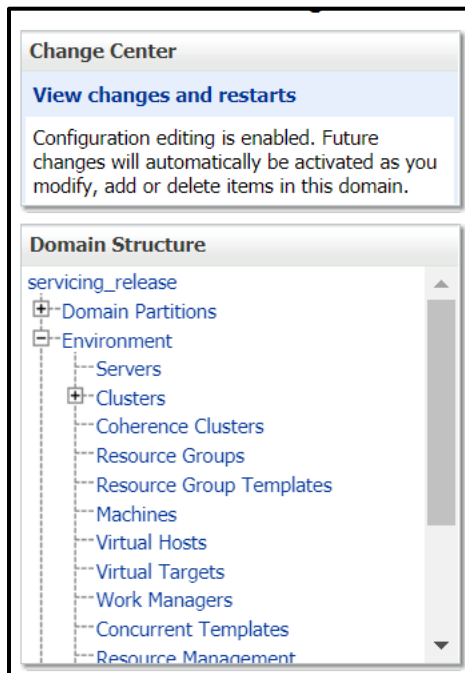 Change Center
View changes and restarts
Configuration editing is enabled. Future
changes will automatically be activated as you
modify, add or delete items in this domain.
Domain Structure
servicing_release
Domain Partitions
Environment
Servers
Clusters
Coherence Clusters
Resource Groups
Resource Group Templates
Machines
Virtual Hosts
Virtual Targets
Work Managers
Concurrent Templates
Resource Management